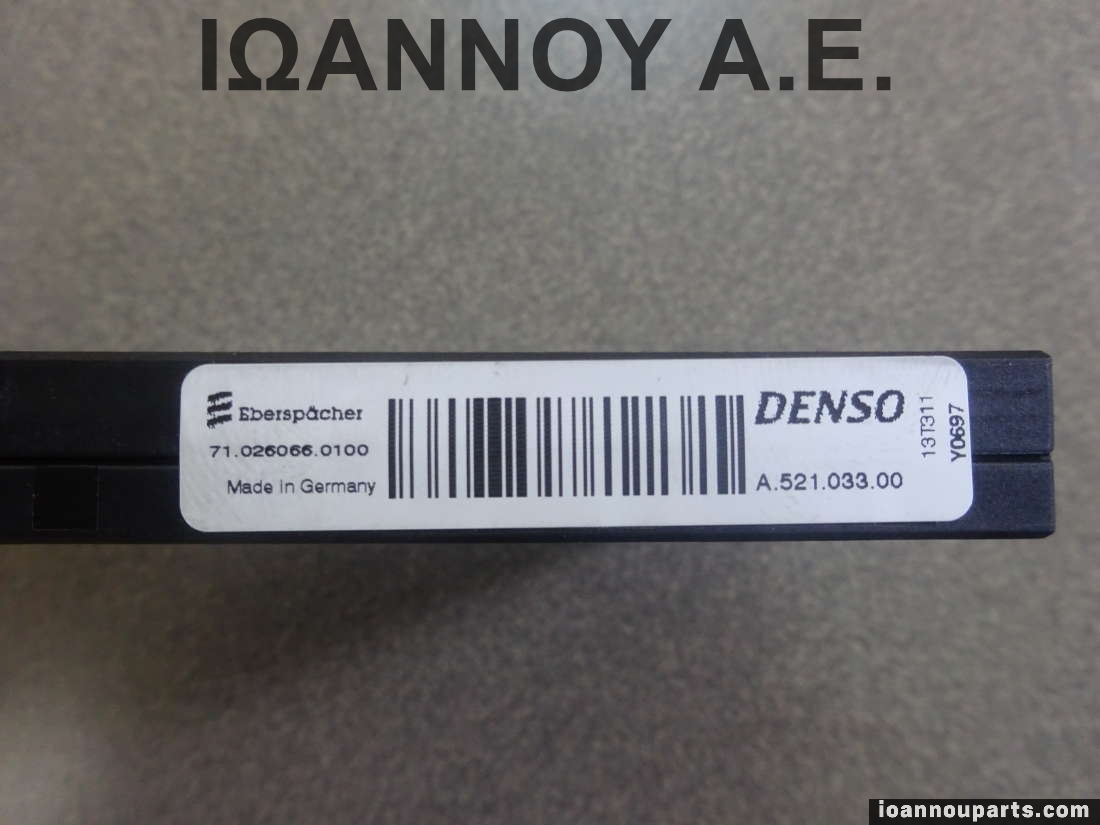 ΙΩΑΝΝΟΥ Α.Ε.
Eberspächer
71.026066.0100
Made in Germany
DENSO
A.521.033.00
13T311
Y0697
ioannouparts.com